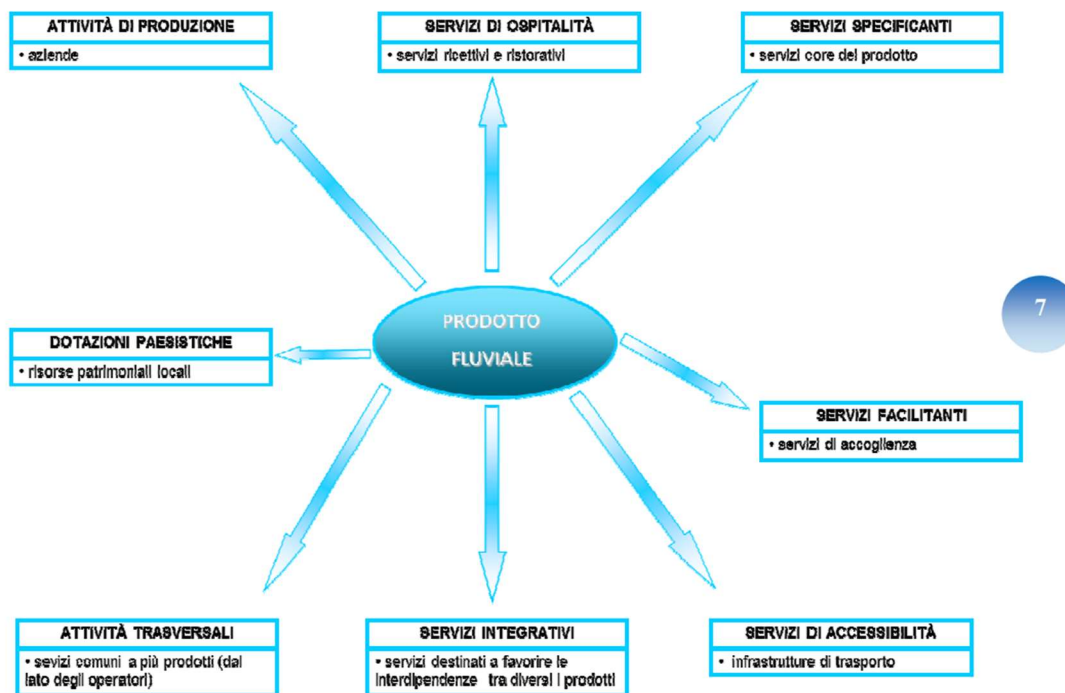 ATTIVITÀ DI PRODUZIONE
• aziende
SERVIZI DI OSPITALITÀ
• servizi ricettivi e ristorativi
SERVIZI SPECIFICANTI
• servizi core del prodotto
PRODOTTO
FLUVIALE
7
DOTAZIONI PAESISTICHE
• risorse patrimoniali locali
SERVIZI FACILITANTI
• servizi di accoglienza
ATTIVITÀ TRASVERSALI
• sevizi comuni a più prodotti (dal
lato degli operatori)
SERVIZI INTEGRATIVI
• servizi destinati a favorire le
interdipendenze tra diversi i prodotti
SERVIZI DI ACCESSIBILITÀ
• infrastrutture di trasporto